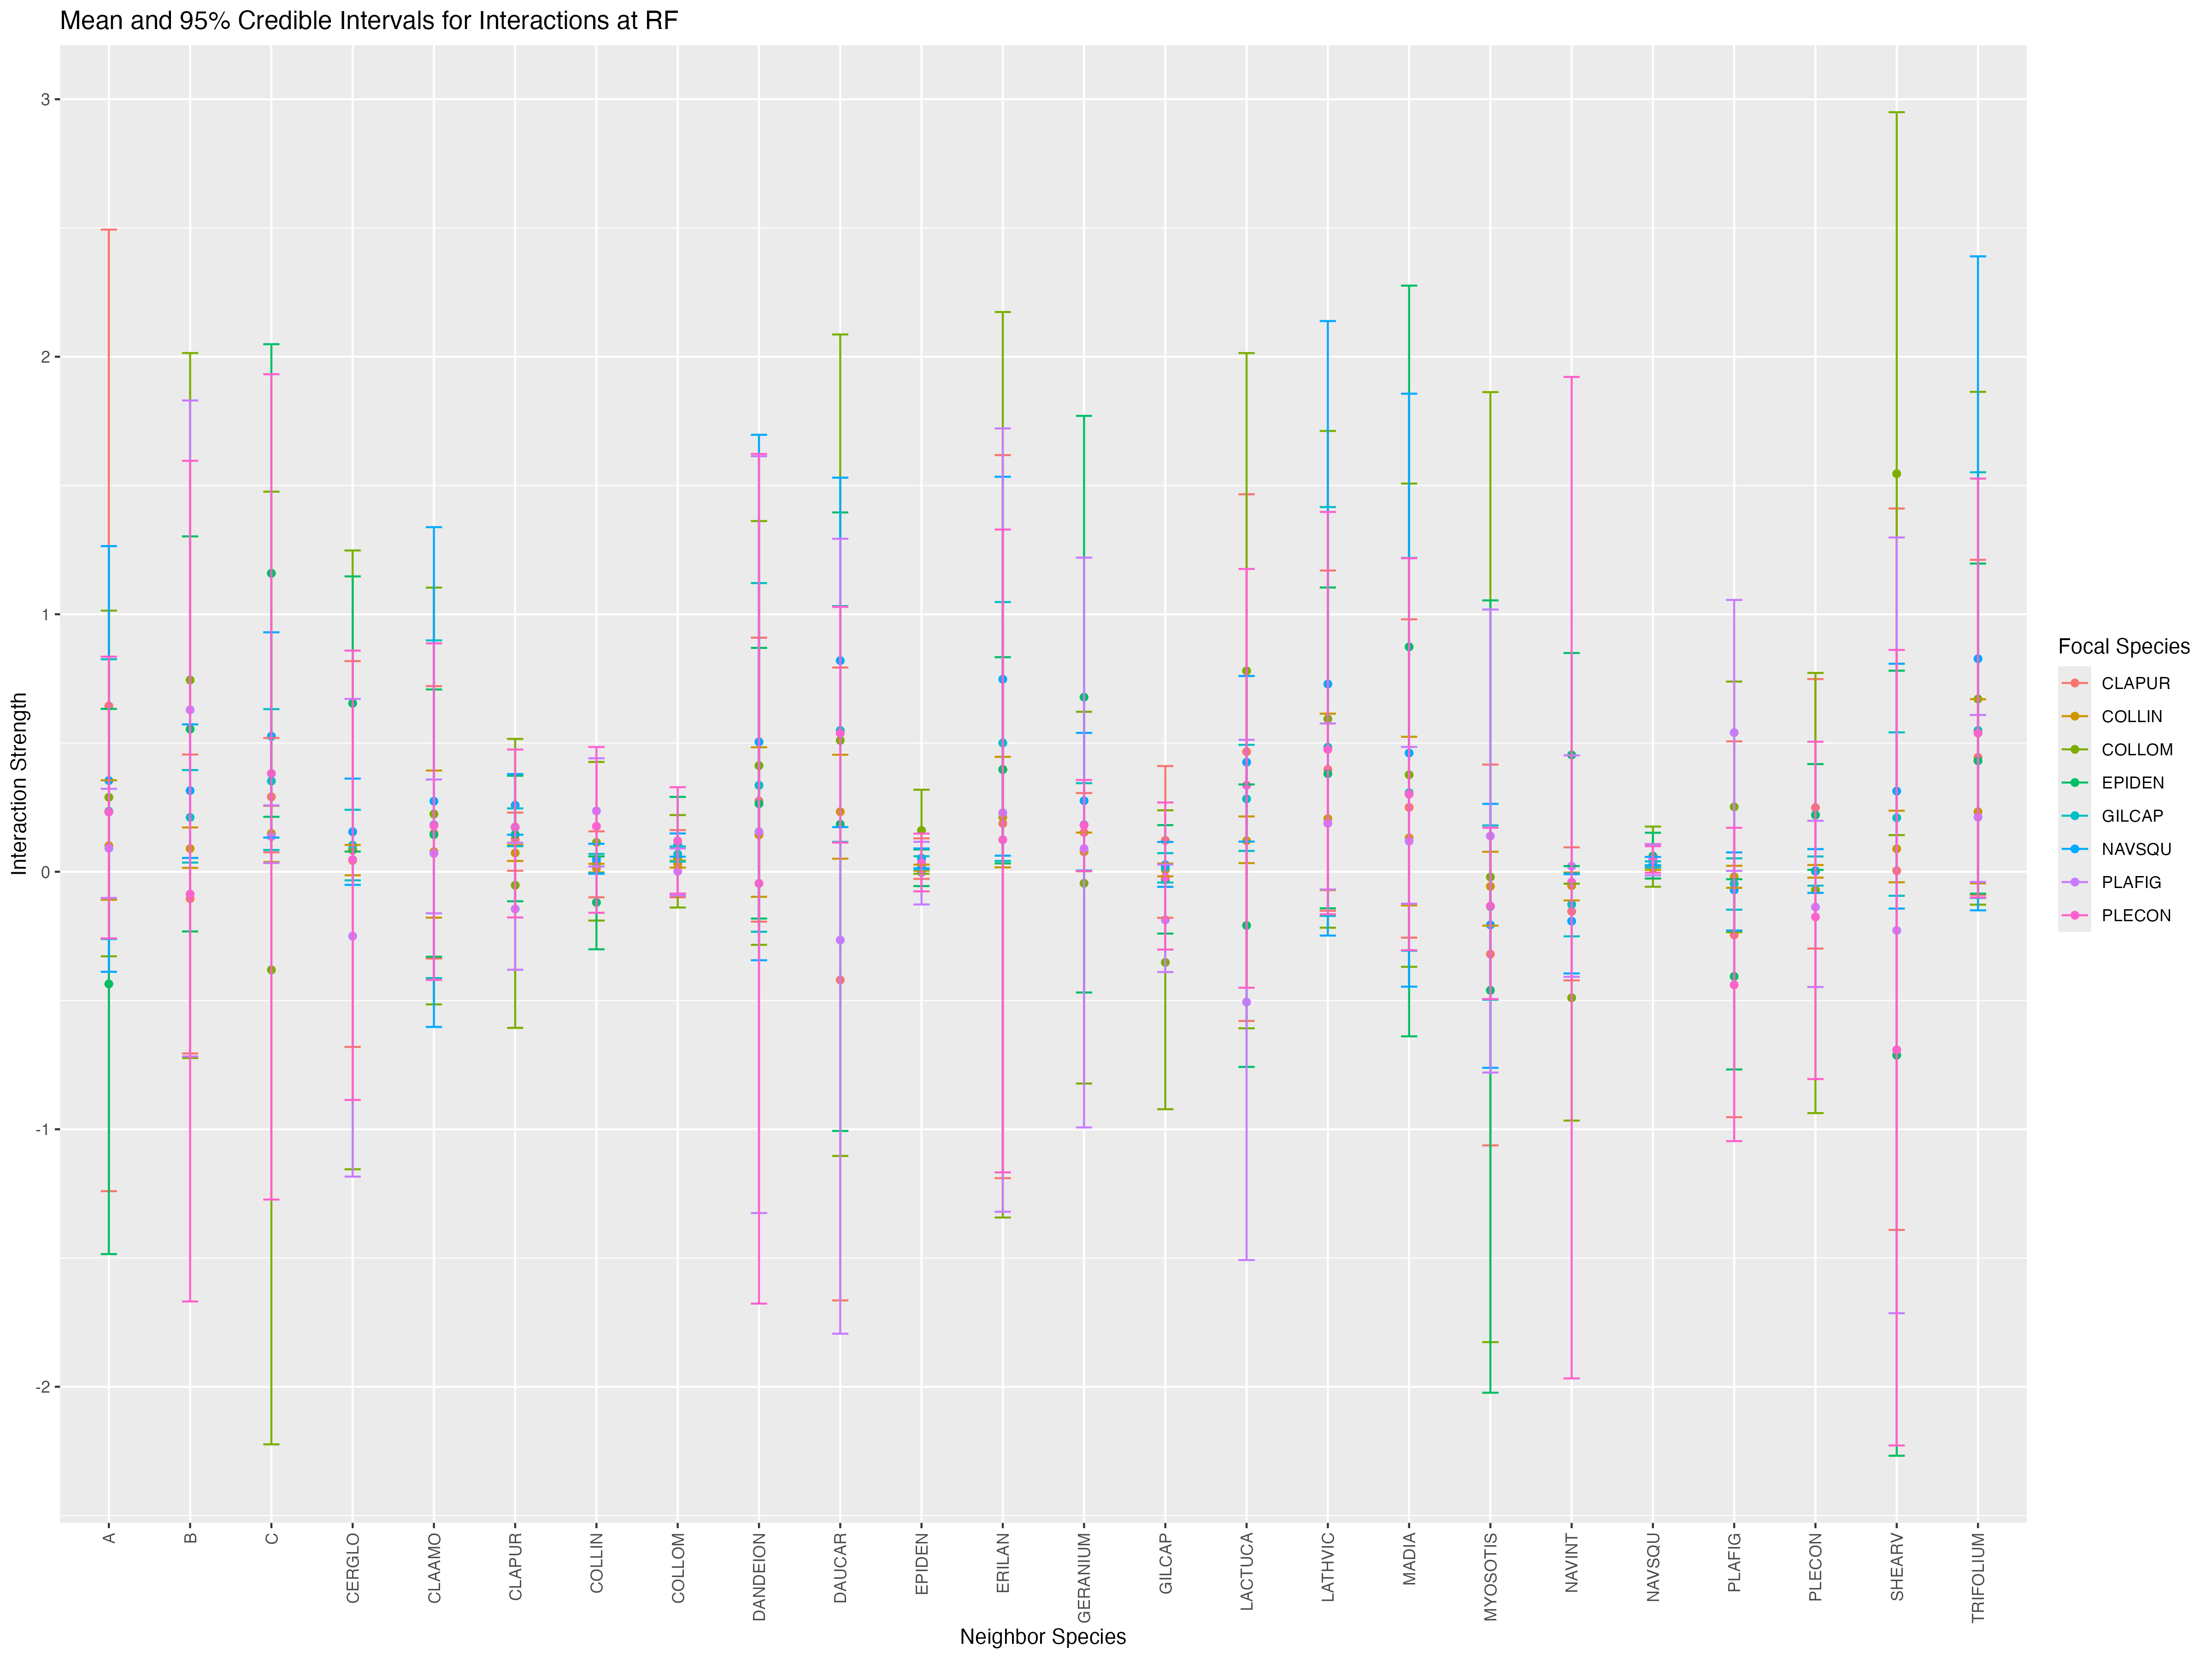 Mean and 95% Credible Intervals for Interactions at RF
Interaction Strength
3
2
1
0
-1
-2
A
B
C
CERGLO
CLAAMO
CLAPUR
COLLIN
COLLOM
DANDEION
DAUCAR
EPIDEN
ERILAN
GERANIUM
GILCAP
LACTUCA
LATHVIC
MADIA
MYOSOTIS
NAVINT
NAVSQU
PLAFIG
PLECON
SHEARV
TRIFOLIUM
Neighbor Species
Focal Species
CLAPUR
COLLIN
COLLOM
EPIDEN
GILCAP
NAVSQU
PLAFIG
PLECON